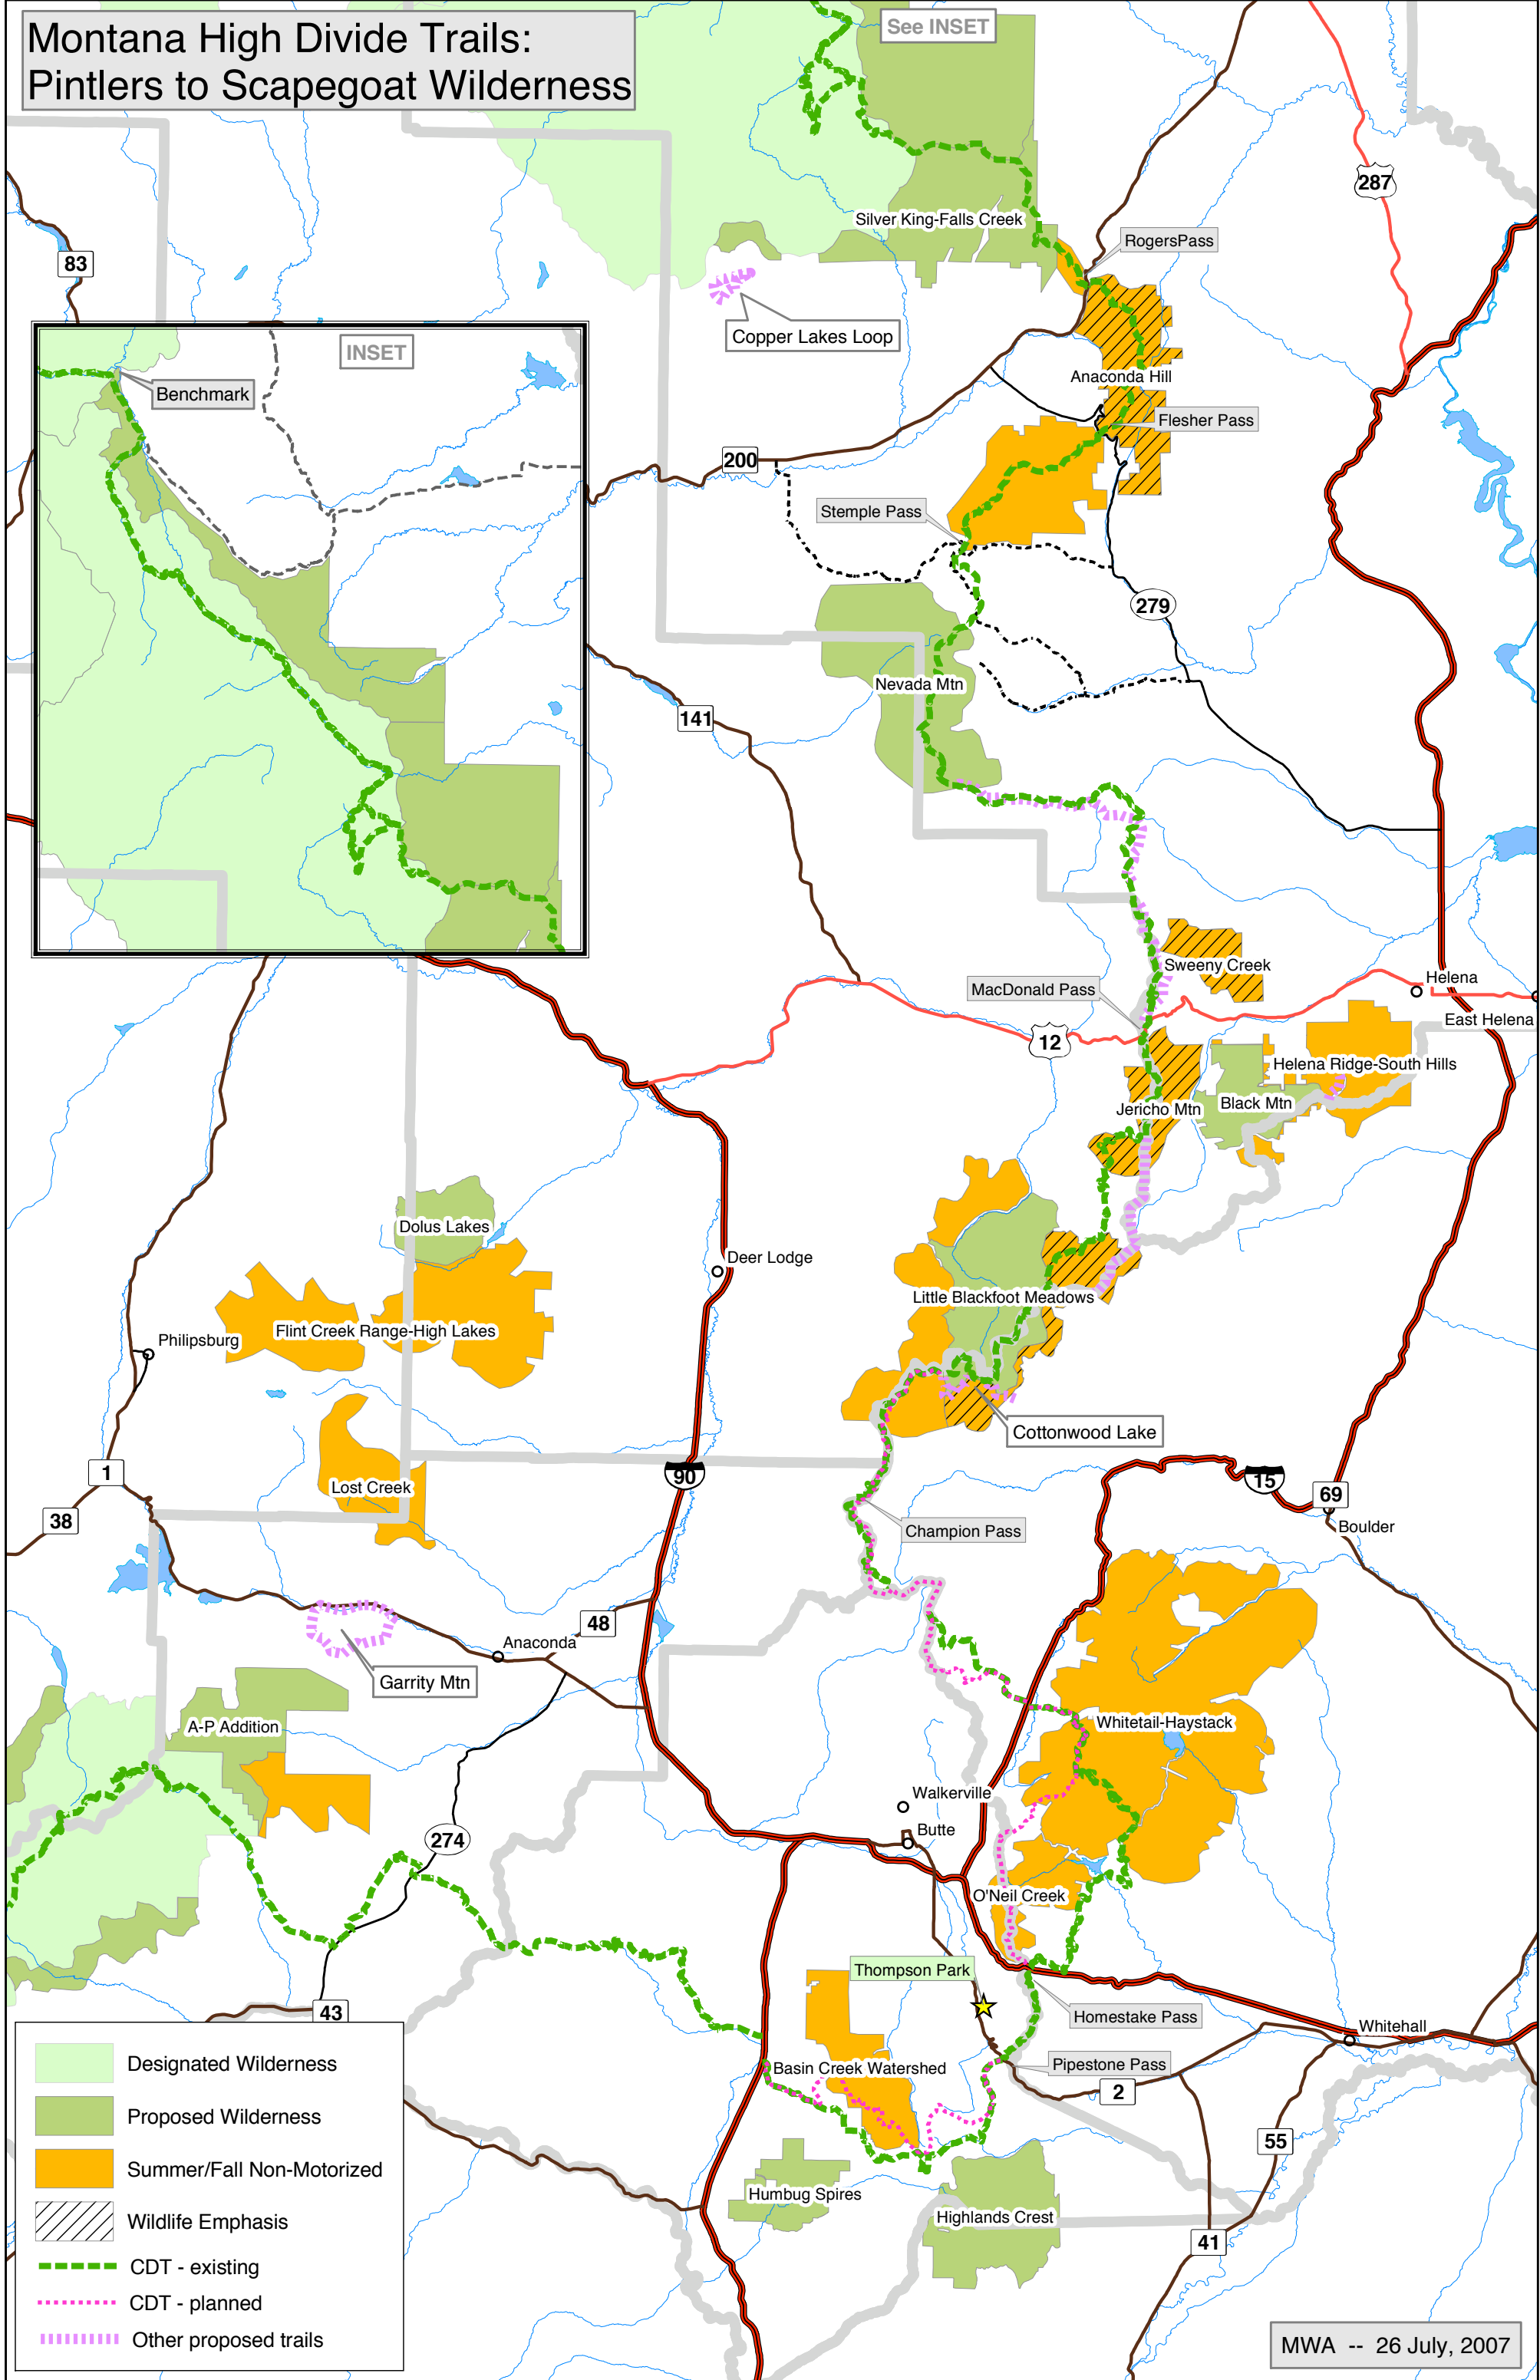 Montana High Divide Trails:
Pintlers to Scapegoat Wilderness
See INSET
287
Silver King-Falls Creek
RogersPass
83
Copper Lakes Loop
INSET
Benchmark
Anaconda Hill
Flesher Pass
200
Stemple Pass
279
Nevada Mtn
141
Sweeny Creek
MacDonald Pass
Helena
East Helena
12
Helena Ridge-South Hills
Black Mtn
Jericho Mtn
Dolus Lakes
Deer Lodge
Little Blackfoot Meadows
Flint Creek Range-High Lakes
Philipsburg
Cottonwood Lake
1
90
15
Lost Creek
69
38
Champion Pass
Boulder
48
Anaconda
Garrity Mtn
A-P Addition
Whitetail-Haystack
Walkerville
Butte
274
O'Neil Creek
Thompson Park
43
Homestake Pass
Whitehall
Pipestone Pass
Basin Creek Watershed
2
55
Humbug Spires
Highlands Crest
41
Designated Wilderness
Proposed Wilderness
Summer/Fall Non-Motorized
Wildlife Emphasis
CDT - existing
CDT - planned
Other proposed trails
MWA -- 26 July, 2007